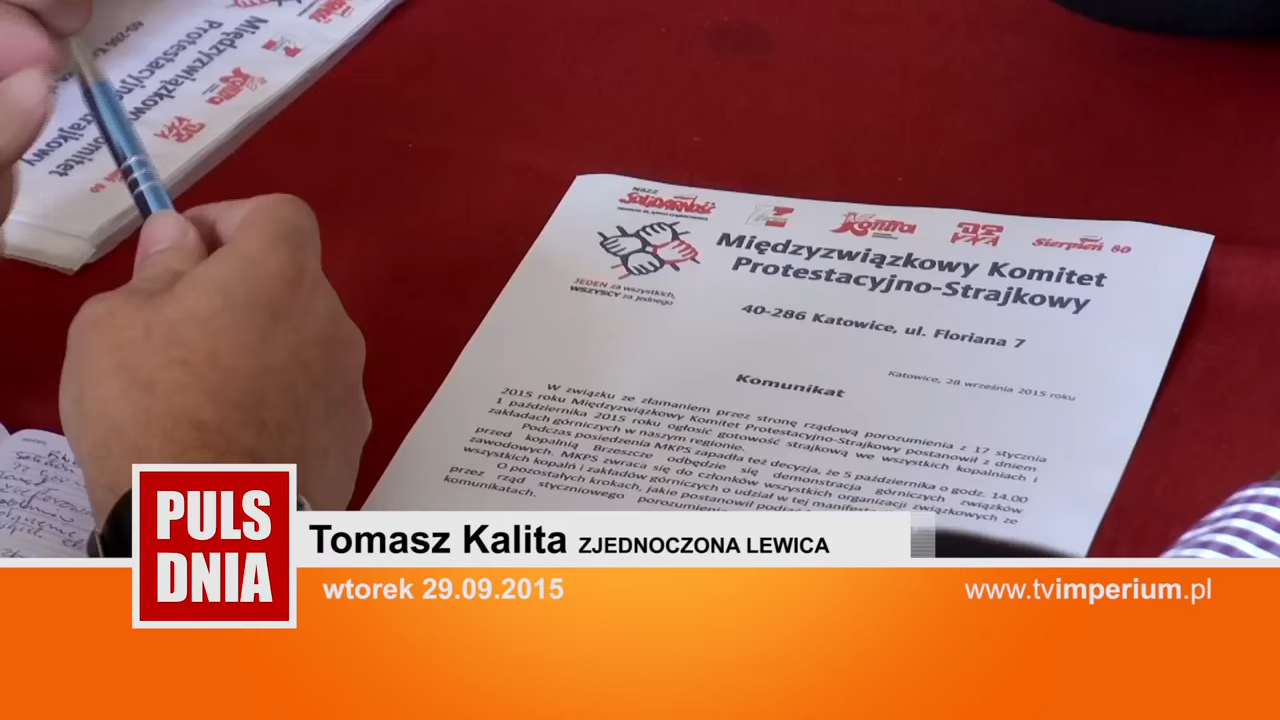 NSZZ
SOLIDARNOŚĆ
Kontra
Sierpień 80
Międzyzwiązkowy Komitet
Protestacyjno-Strajkowy
JEDEN za wszystkich,
WSZYSCY za jednego
40-286 Katowice, ul. Floriana 7
Katowice, 28 września 2015 roku
Komunikat
W związku ze złamaniem przez stronę rządową porozumienia z 17 stycznia
2015 roku Międzyzwiązkowy Komitet Protestacyjno-Strajkowy postanowił z dniem
1 października 2015 roku ogłosić gotowość strajkową we wszystkich kopalniach i
zakładach górniczych w naszym regionie.
Podczas posiedzenia MKPS zapadła też decyzja, że 5 października o godz. 14.00
przed kopalnią Brzeszcze odbędzie się demonstracja górniczych związków
zawodowych. MKPS zwraca się do członków wszystkich organizacji związkowych ze
wszystkich kopalń i zakładów górniczych o udział w tej
O pozostałych krokach, jakie postanowił
przez rząd styczniowego
komunikatach.
Międzyzwiązkowy Komitet
Protestacyjno-Strajkowy
Kontra
PULS
DNIA
Tomasz Kalita ZJEDNOCZONA LEWICA
wtorek 29.09.2015
www.tvimperium.pl